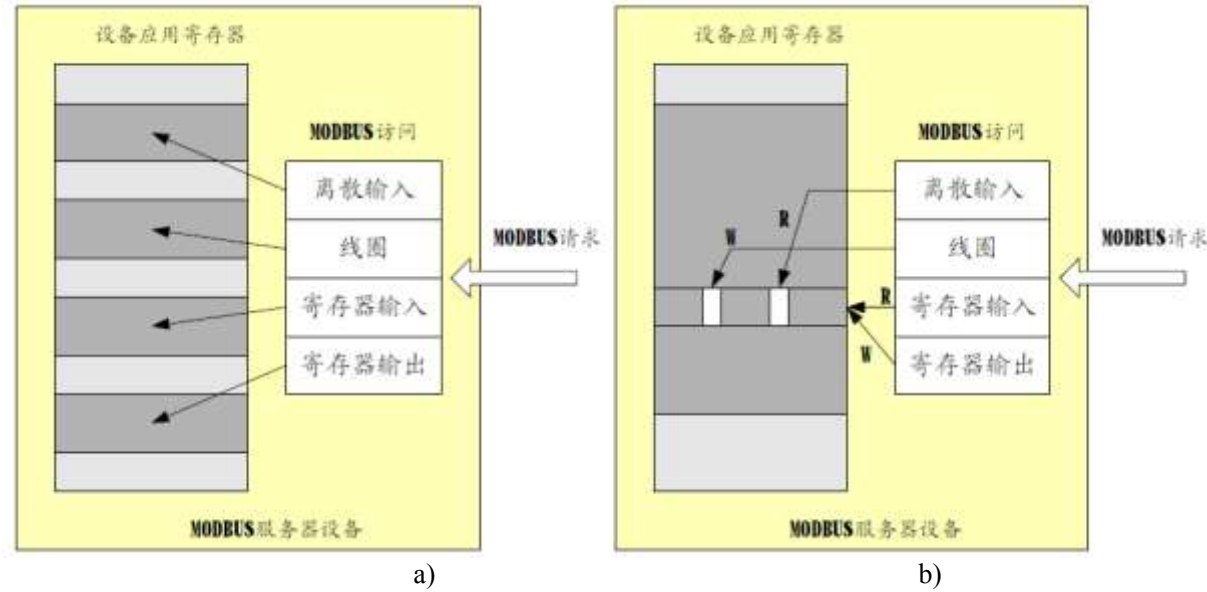 设备应用寄存器
MODBUS访问
离散输入
线圈
寄存器输入
寄存器输出
MODBUS请求
MODBUS服务器设备
a)
设备应用寄存器
MODBUS访问
离散输入
R
线圈
W
寄存器输入
R
寄存器输出
W
MODBUS请求
MODBUS服务器设备
b)